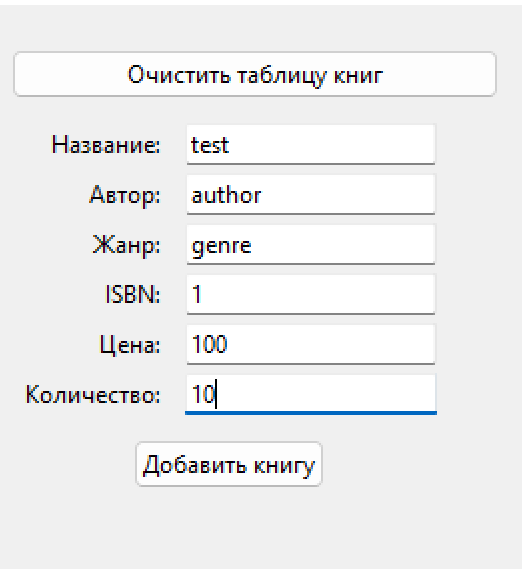 Очистить таблицу книг
Название: test
Автор: author
Жанр: genre
ISBN: 1
Цена: 100
Количество: 10
Добавить книгу